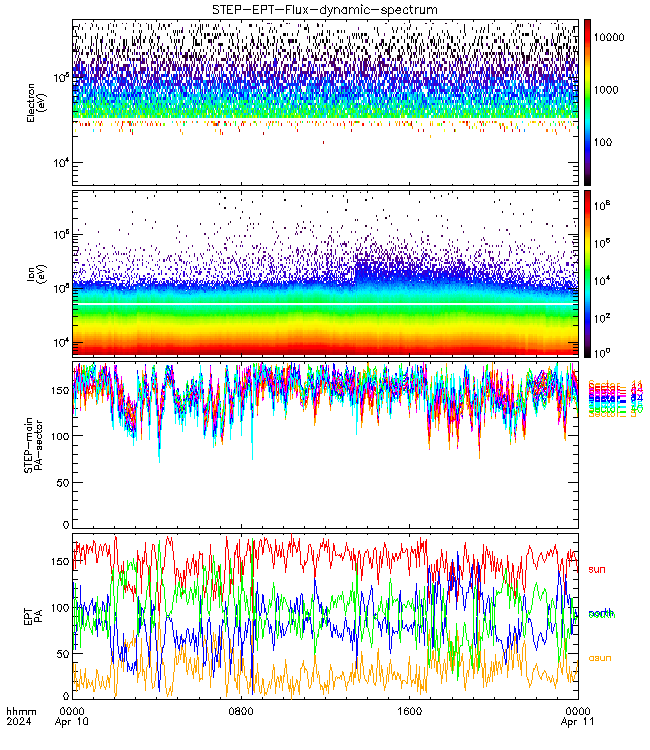 STEP-EPT-Flux-dynamic-spectrum
Electron
(eV)
10⁵
10⁴
10000
1000
100
Ion
(eV)
10⁶
10⁵
10⁴
10⁸
10⁶
10⁴
10²
10⁰
STEP-main
PA-sector
150
100
50
0
EPT
PA
150
100
50
0
sun
north
asun
hhmm
2024
0000
Apr 10
0800
1600
0000
Apr 11